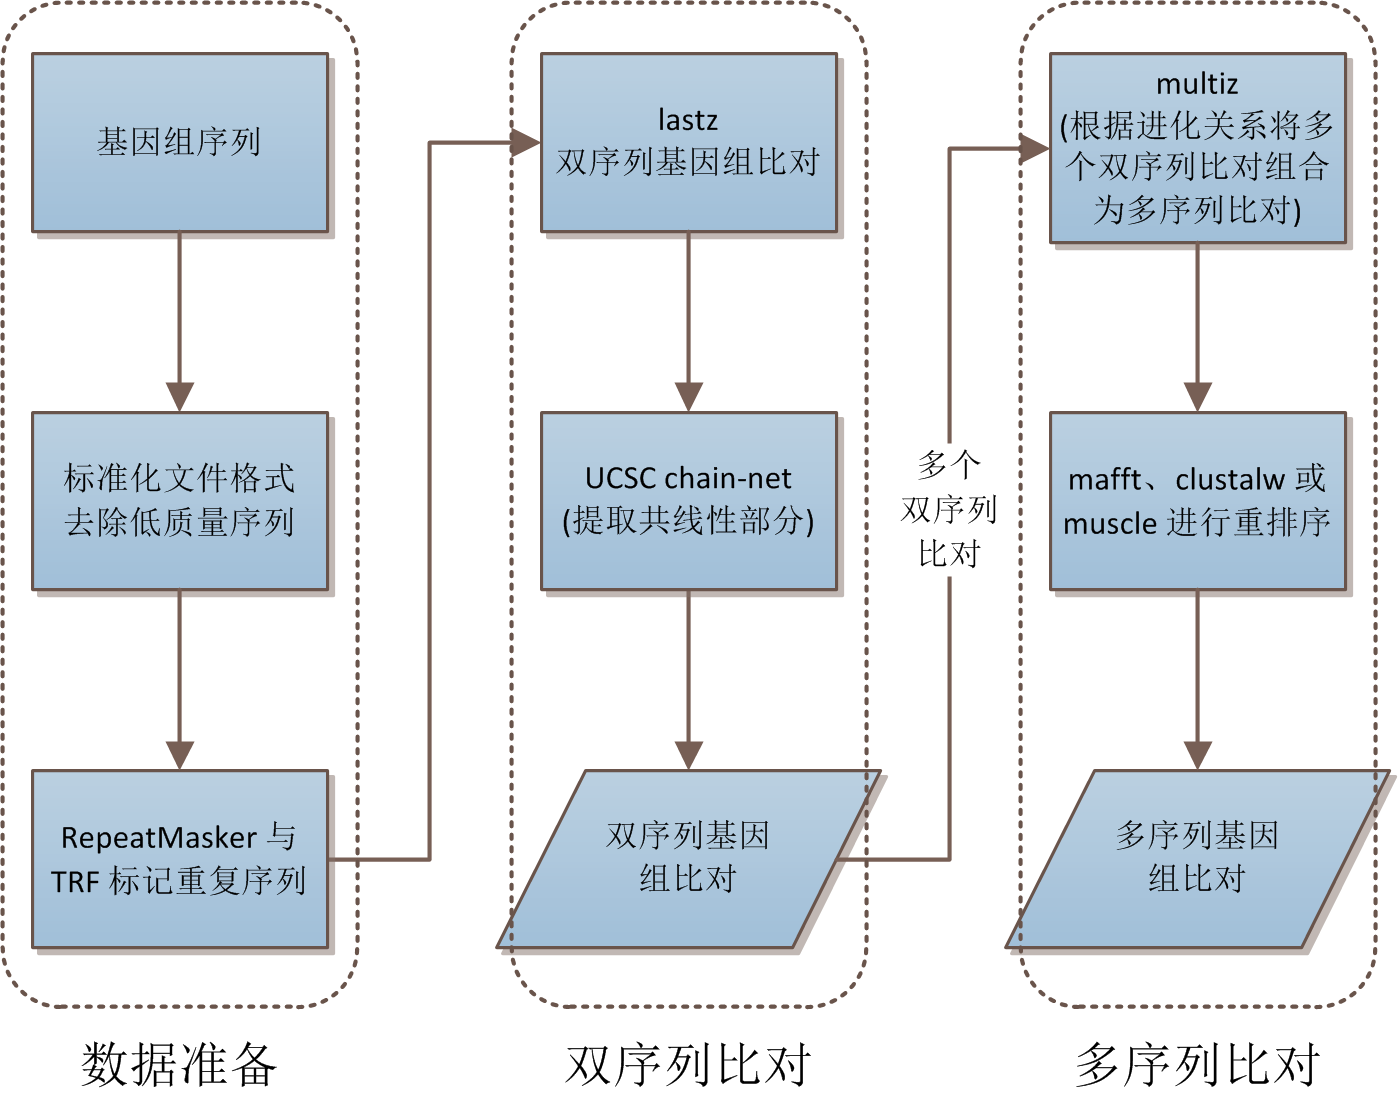 基因组序列
标准化文件格式
去除低质量序列
RepeatMasker 与
TRF 标记重复序列
数据准备
lastz
双序列基因组比对
UCSC chain-net
(提取共线性部分)
双序列基因
组比对
双序列比对
多个
双序列
比对
multiz
(根据进化关系将多
个双序列比对组合
为多序列比对)
mafft、clustalw 或
muscle 进行重排序
多序列基因
组比对
多序列比对